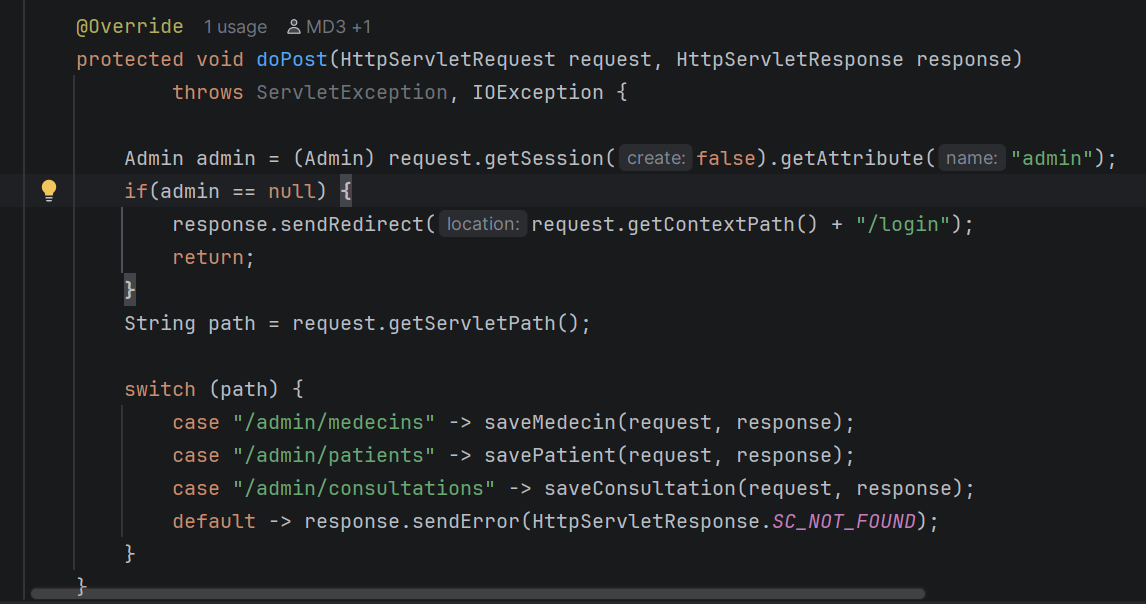 @Override 1 usage MD3 +1
protected void doPost(HttpServletRequest request, HttpServletResponse response)
throws ServletException, IOException {
Admin admin = (Admin) request.getSession( create: false).getAttribute( name: "admin");
if(admin == null) {
response.sendRedirect( location: request.getContextPath() + "/login");
return;
}
String path = request.getServletPath();
switch (path) {
case "/admin/medecins" -> saveMedecin(request, response);
case "/admin/patients" -> savePatient(request, response);
case "/admin/consultations" -> saveConsultation(request, response);
default -> response.sendError(HttpServletResponse.SC_NOT_FOUND);
}
}